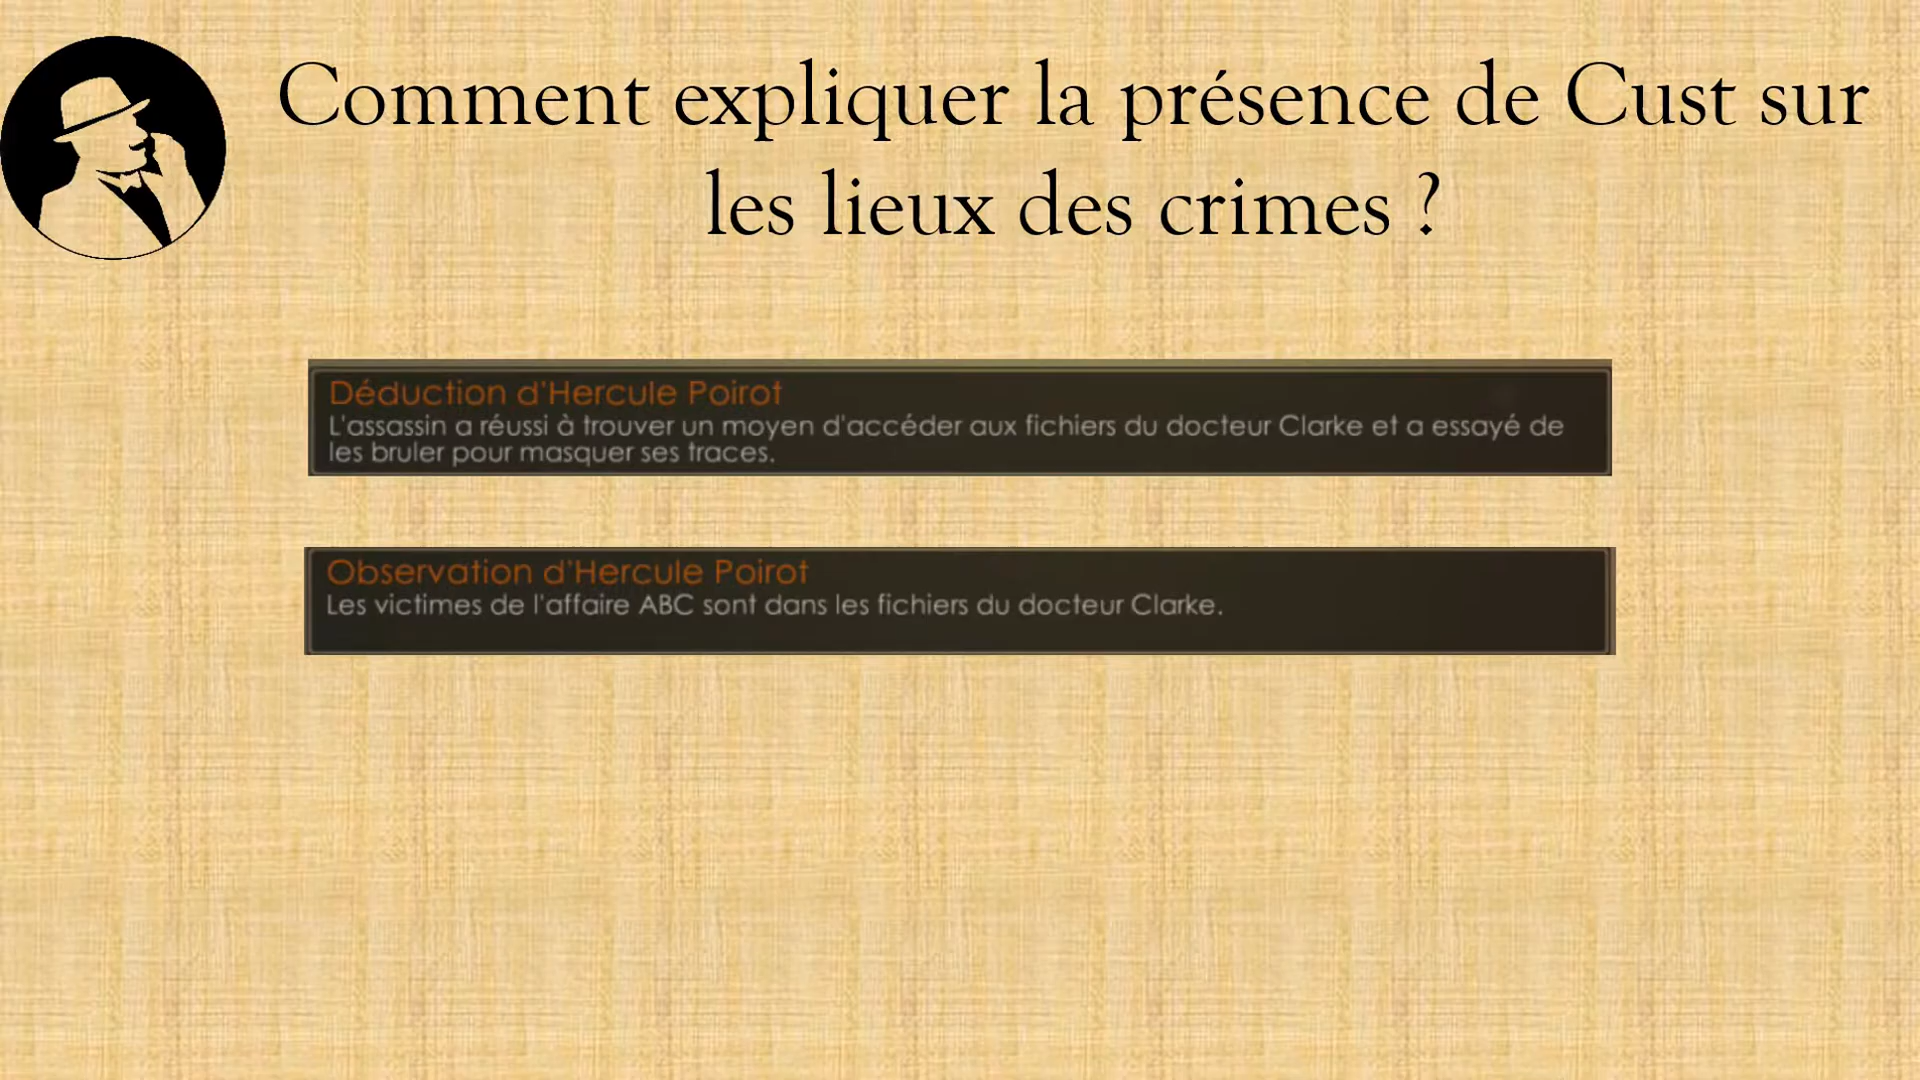 Comment expliquer la présence de Cust sur
les lieux des crimes ?
Déduction d'Hercule Poirot
L'assassin a réussi à trouver un moyen d'accéder aux fichiers du docteur Clarke et a essayé de
les bruler pour masquer ses traces.
Observation d'Hercule Poirot
Les victimes de l'affaire ABC sont dans les fichiers du docteur Clarke.